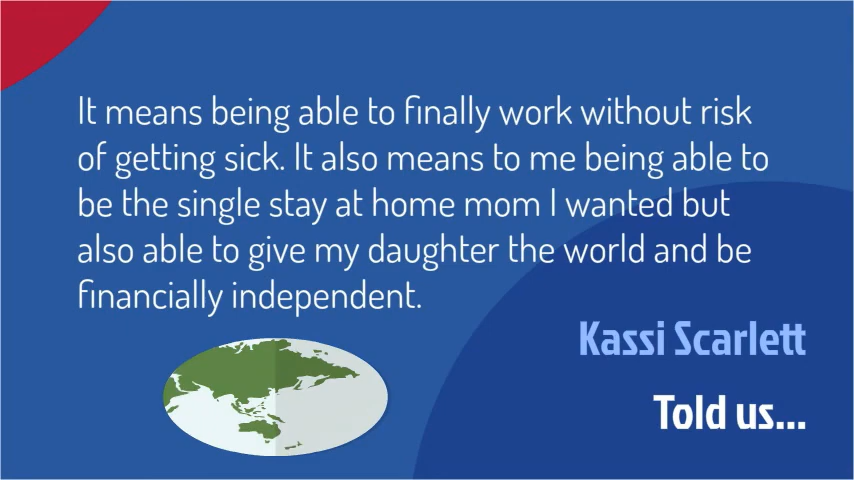 It means being able to finally work without risk
of getting sick. It also means to me being able to
be the single stay at home mom I wanted but
also able to give my daughter the world and be
financially independent.
Kassi Scarlett
Told us...